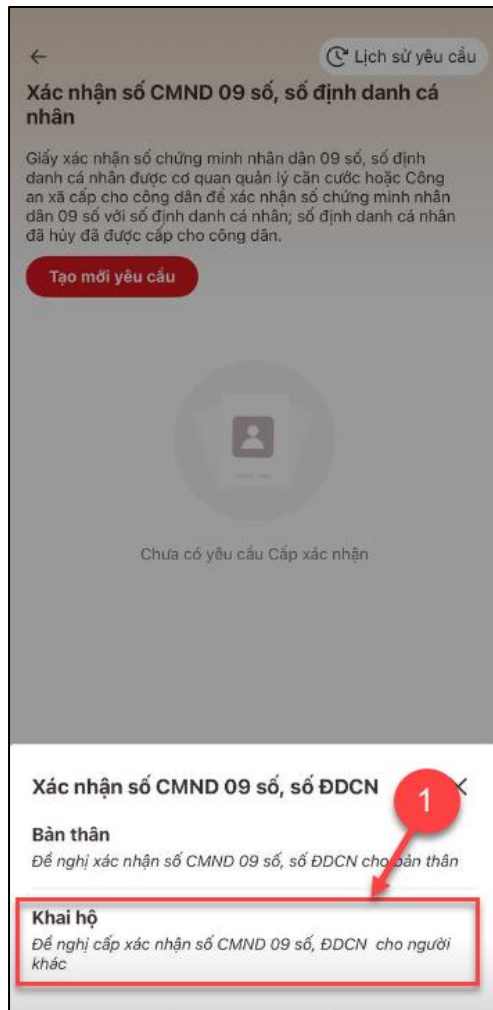 Lịch sử yêu cầu
Xác nhận số CMND 09 số, số định danh cá
nhân
Giấy xác nhận số chứng minh nhân dân 09 số, số định
danh cá nhân được cơ quan quản lý căn cước hoặc Công
an xã cấp cho công dân để xác nhận số chứng minh nhân
dân 09 số với số định danh cá nhân; số định danh cá nhân
đã hủy đã được cấp cho công dân.
Tạo mới yêu cầu
Chưa có yêu cầu Cấp xác nhận
Xác nhận số CMND 09 số, số ĐDCN
1
Bản thân
Đề nghị xác nhận số CMND 09 số, số ĐDCN cho bản thân
Khai hộ
Đề nghị cấp xác nhận số CMND 09 số, ĐDCN cho người
khác